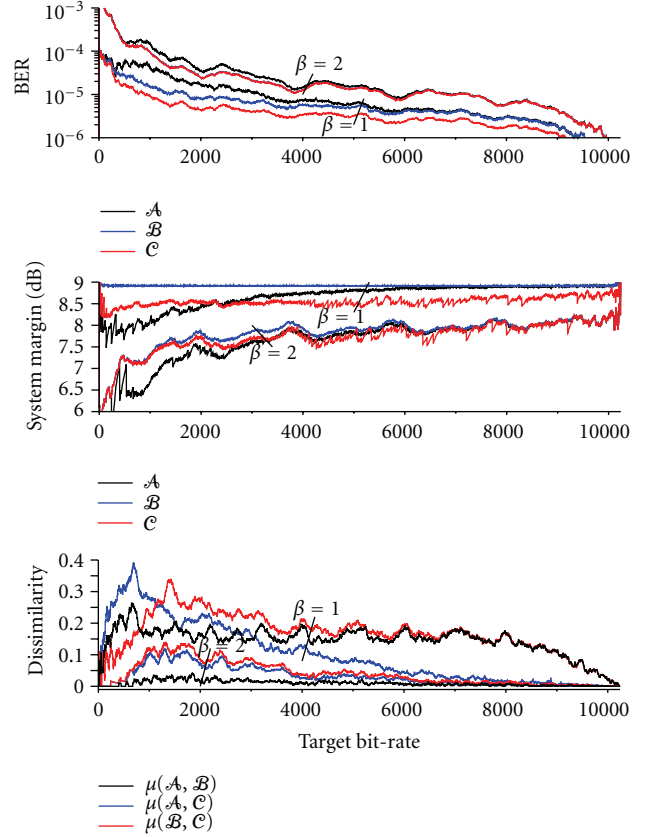 10⁻³
10⁻⁴
10⁻⁵
10⁻⁶
BER
β = 2
β = 1
0 2000 4000 6000 8000 10000
𝒜
ℬ
𝒞
9
8.5
8
7.5
7
6.5
6
System margin (dB)
β = 1
β = 2
0 2000 4000 6000 8000 10000
𝒜
ℬ
𝒞
0.4
0.3
0.2
0.1
0
Dissimilarity
β = 1
β = 2
0 2000 4000 6000 8000 10000
Target bit-rate
μ(𝒜, ℬ)
μ(𝒜, 𝒞)
μ(ℬ, 𝒞)